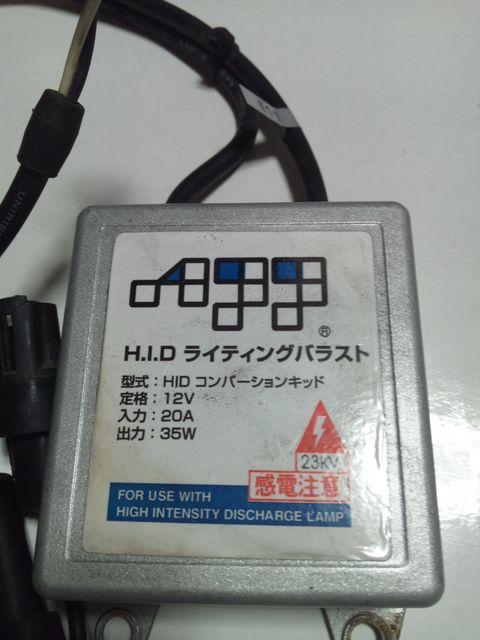 APP
®
H.I.D ライティングバラスト
型式：HID コンバーションキッド
定格：12V
入力：20A
出力：35W
23KV
感電注意
FOR USE WITH
HIGH INTENSITY DISCHARGE LAMP